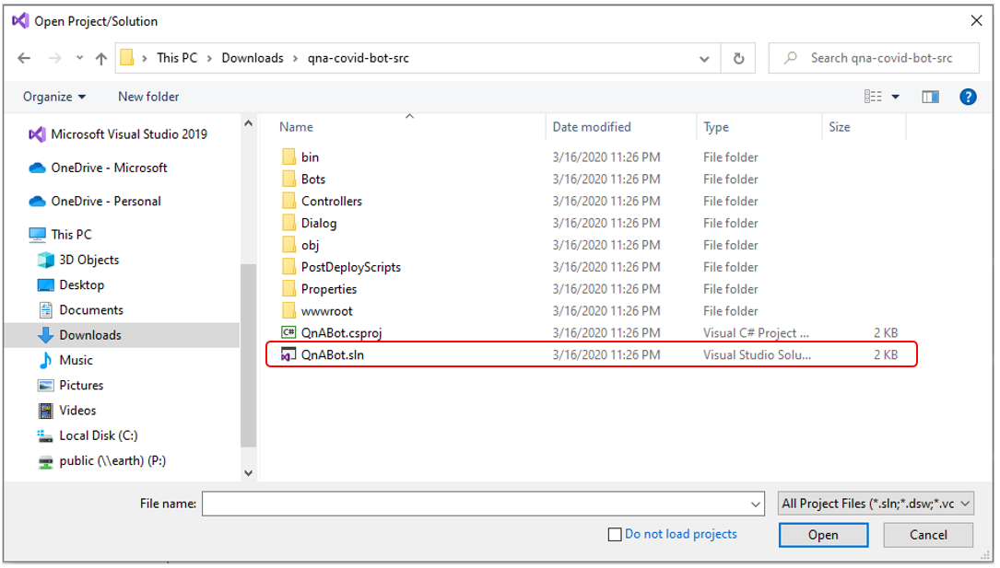 Open Project/Solution
This PC > Downloads > qna-covid-bot-src
Search qna-covid-bot-src
Organize
New folder
?
Microsoft Visual Studio 2019
OneDrive - Microsoft
OneDrive - Personal
This PC
3D Objects
Desktop
Documents
Downloads
Music
Pictures
Videos
Local Disk (C:)
public (\\earth) (P:)
Name Date modified Type Size
bin 3/16/2020 11:26 PM File folder
Bots 3/16/2020 11:26 PM File folder
Controllers 3/16/2020 11:26 PM File folder
Dialog 3/16/2020 11:26 PM File folder
obj 3/16/2020 11:26 PM File folder
PostDeployScripts 3/16/2020 11:26 PM File folder
Properties 3/16/2020 11:26 PM File folder
wwwroot 3/16/2020 11:26 PM File folder
C# QnABot.csproj 3/16/2020 11:26 PM Visual C# Project ... 2 KB
QnABot.sln 3/16/2020 11:26 PM Visual Studio Solu... 2 KB
File name:
All Project Files (*.sln;*.dsw;*.vc
Do not load projects
Open
Cancel